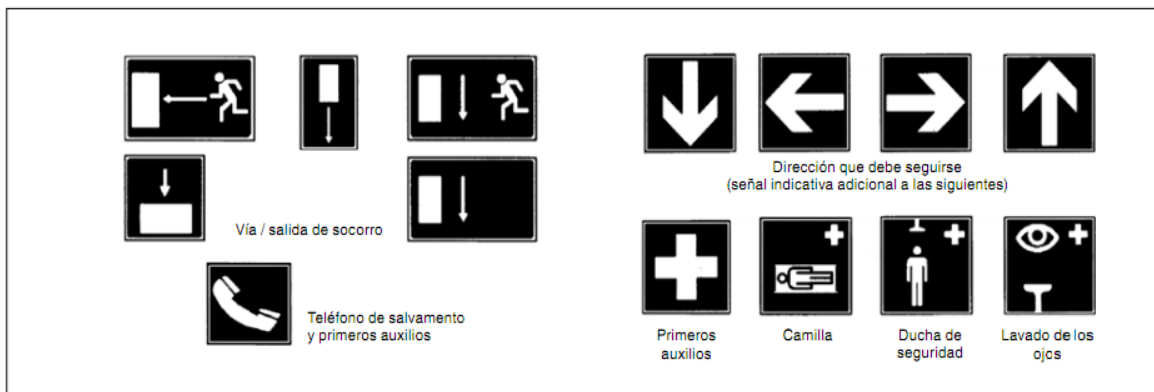 Vía / salida de socorro
Teléfono de salvamento
y primeros auxilios
Dirección que debe seguirse
(señal indicativa adicional a las siguientes)
Primeros
auxilios
Camilla
Ducha de
seguridad
Lavado de los
ojos